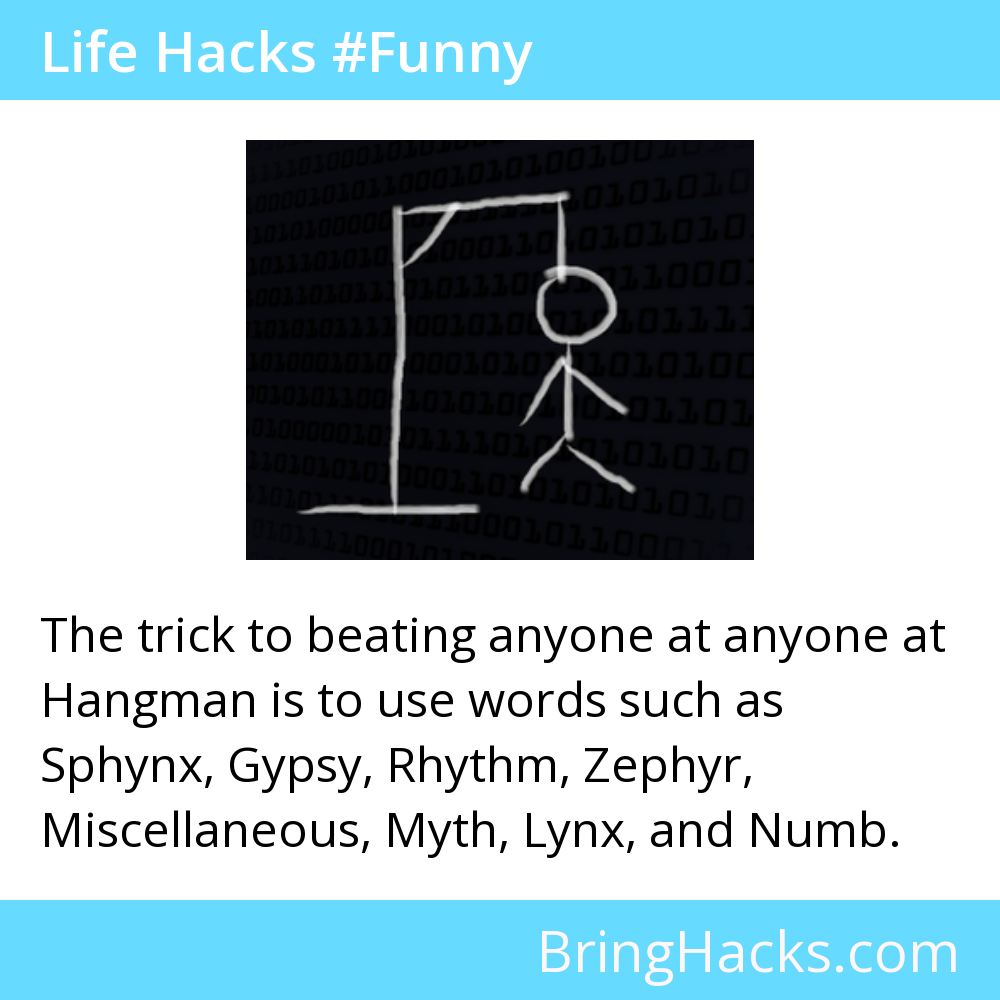 Life Hacks #Funny
The trick to beating anyone at anyone at
Hangman is to use words such as
Sphynx, Gypsy, Rhythm, Zephyr,
Miscellaneous, Myth, Lynx, and Numb.
BringHacks.com